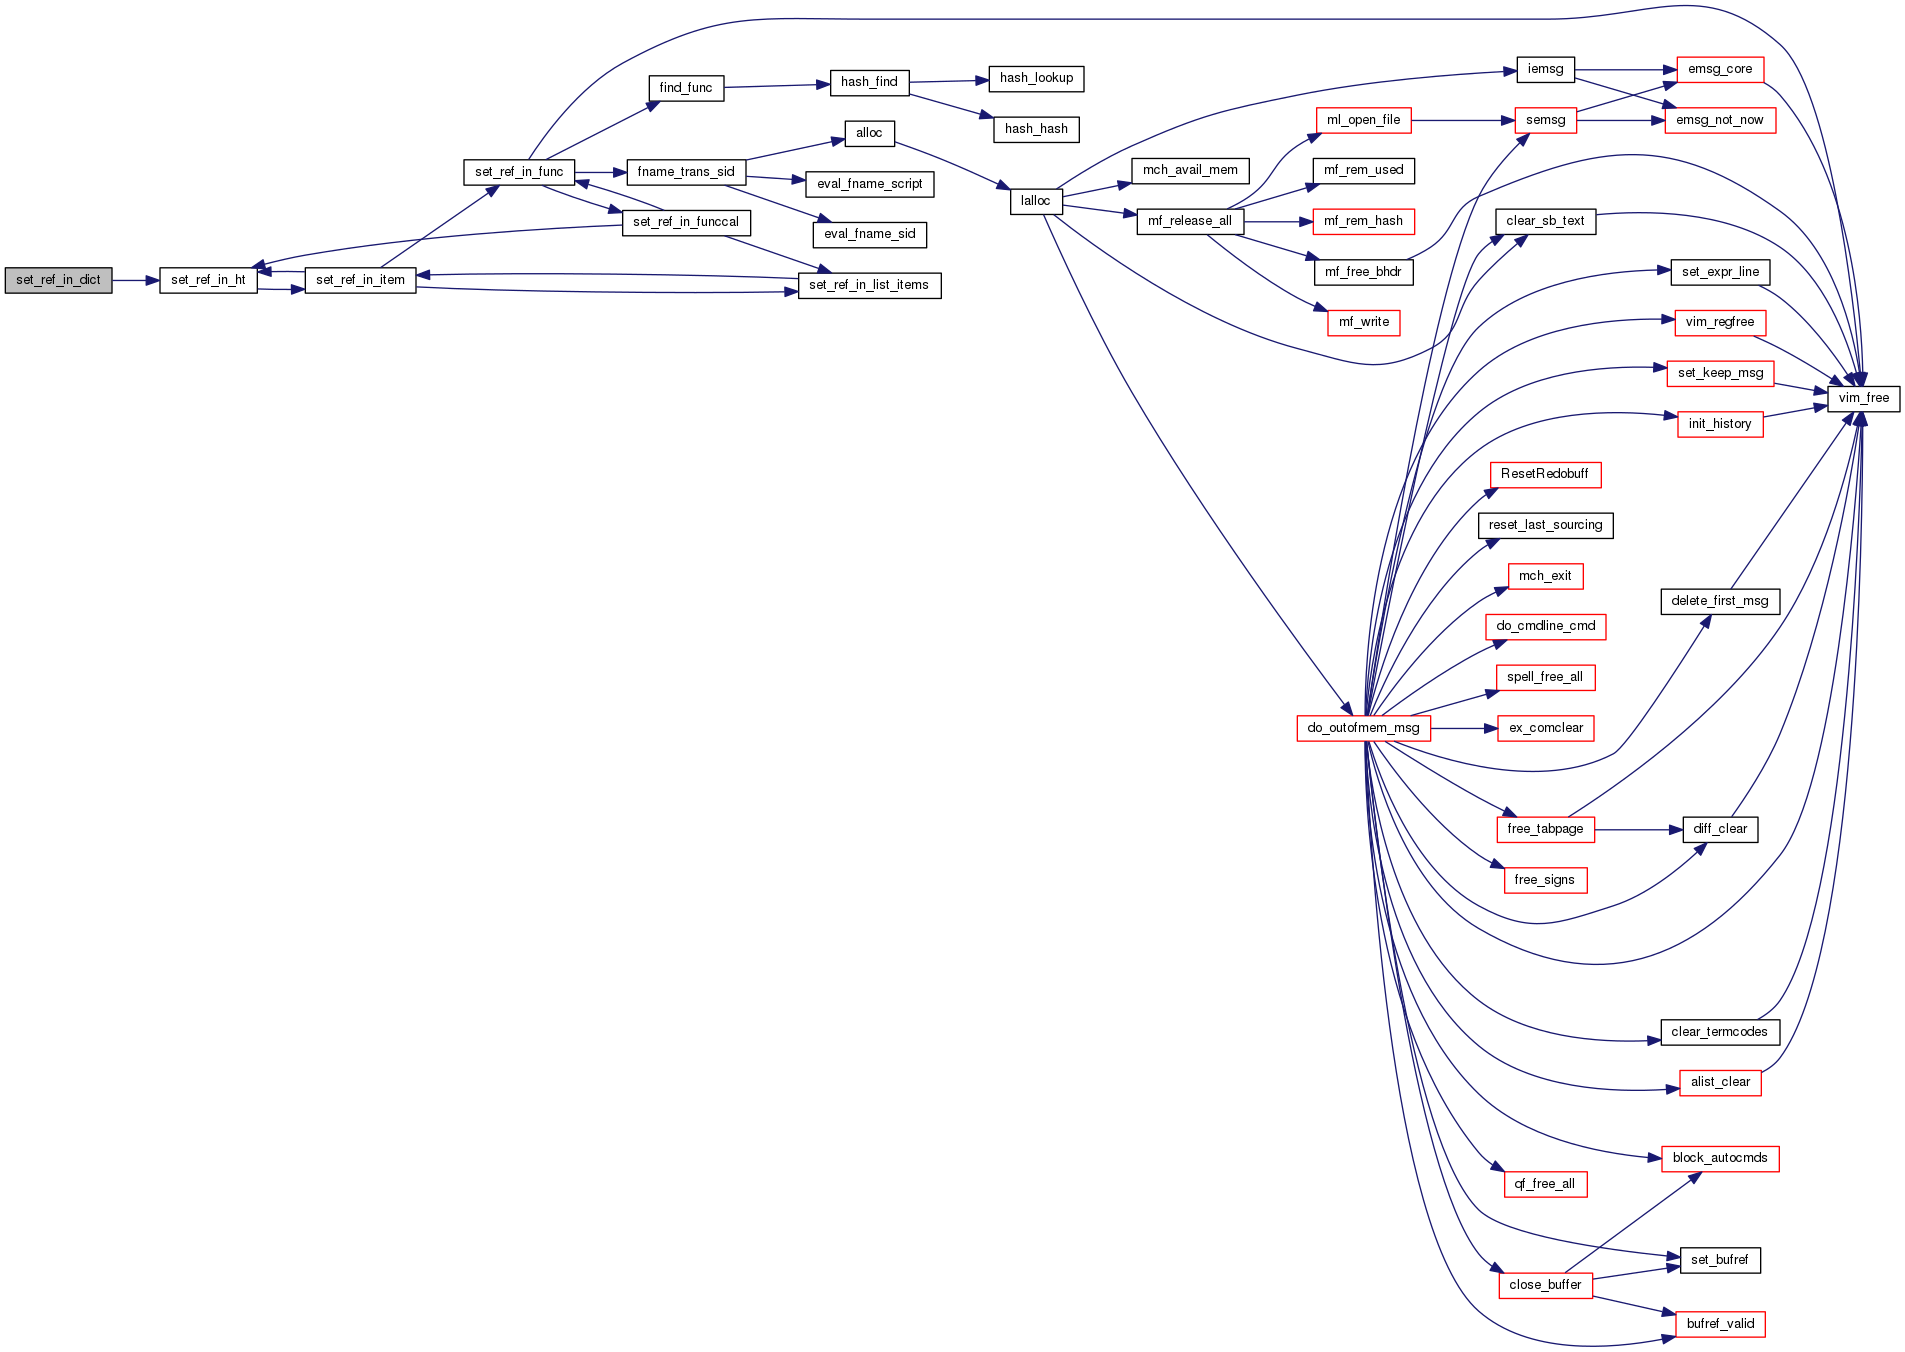 set_ref_in_dict
set_ref_in_ht
set_ref_in_item
set_ref_in_func
find_func
fname_trans_sid
set_ref_in_funccal
set_ref_in_list_items
hash_find
alloc
eval_fname_script
eval_fname_sid
hash_lookup
hash_hash
lalloc
mch_avail_mem
mf_release_all
ml_open_file
mf_rem_used
mf_rem_hash
mf_free_bhdr
mf_write
do_outofmem_msg
iemsg
semsg
clear_sb_text
emsg_core
emsg_not_now
set_expr_line
vim_regfree
set_keep_msg
init_history
vim_free
ResetRedobuff
reset_last_sourcing
mch_exit
do_cmdline_cmd
spell_free_all
ex_comclear
delete_first_msg
free_tabpage
diff_clear
free_signs
clear_termcodes
alist_clear
block_autocmds
qf_free_all
set_bufref
close_buffer
bufref_valid